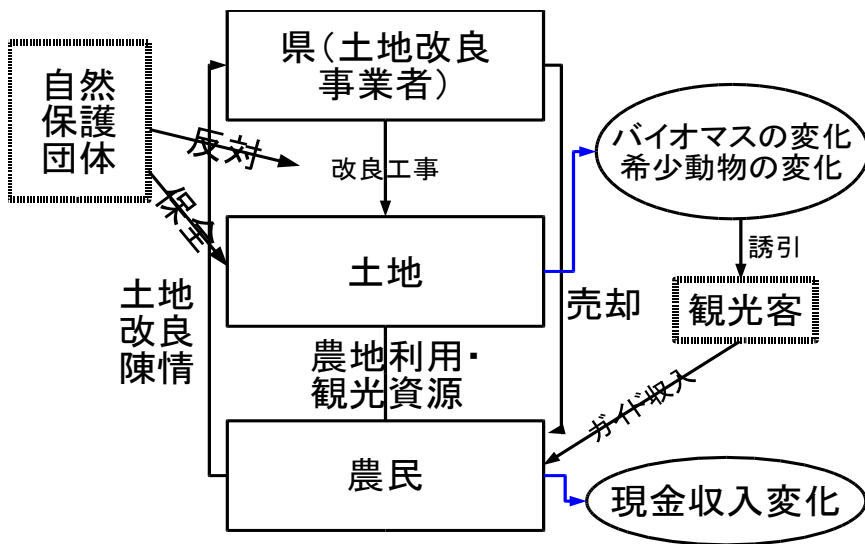 県（土地改良
事業者）
自然
保護
団体
反対
改良工事
バイオマスの変化
希少動物の変化
保全
土地
誘引
土地
改良
陳情
売却
観光客
農地利用・
観光資源
ガイド収入
農民
現金収入変化